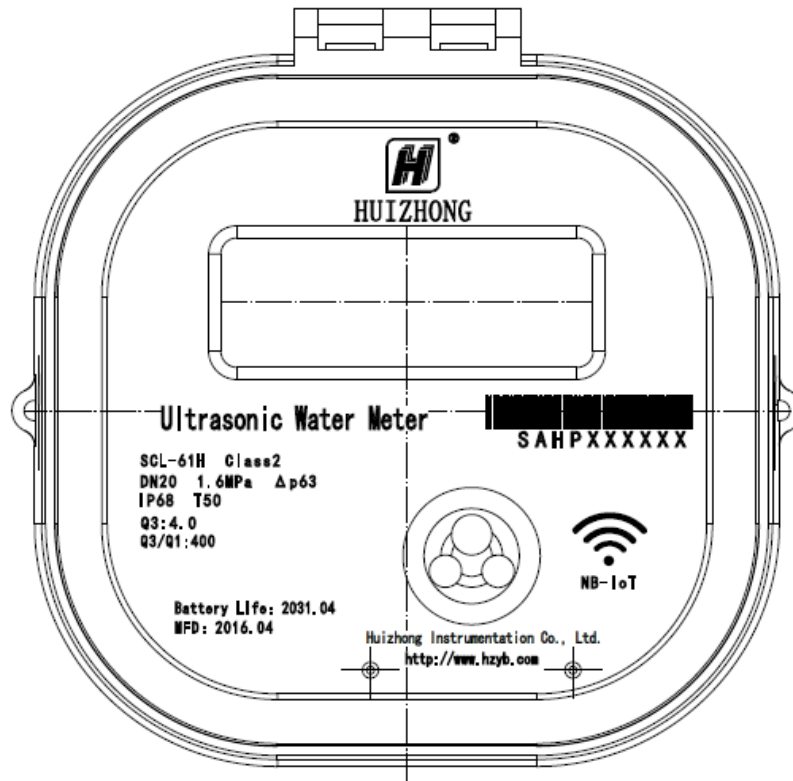 H ®
HUIZHONG
Ultrasonic Water Meter
SAHPXXXXXX
SCL-61H Class2
DN20 1.6MPa Δp63
IP68 T50
Q3:4.0
Q3/Q1:400
NB-IoT
Battery Life: 2031.04
MFD: 2016.04
Huizhong Instrumentation Co., Ltd.
http://www.hzyb.com